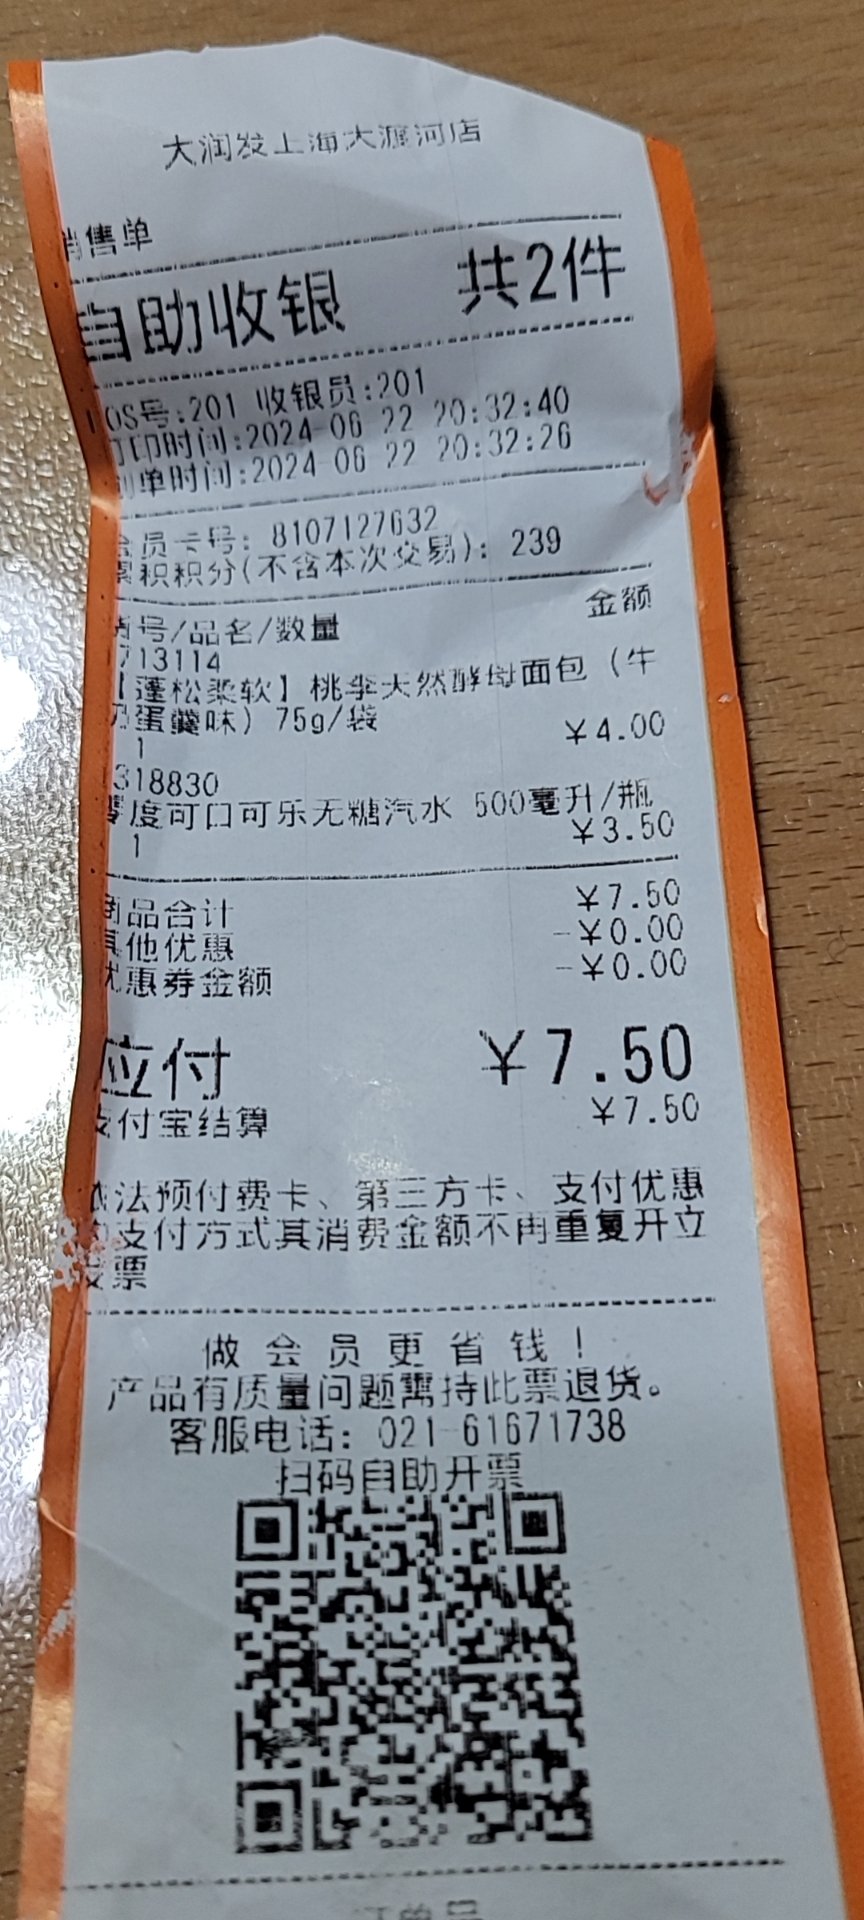 大润发上海大渡河店
销售单
自助收银 共2件
POS号:201 收银员:201
打印时间:2024-06-22 20:32:40
制单时间:2024-06-22 20:32:26
会员卡号: 8107127632
累积积分(不含本次交易): 239
金额
货号/品名/数量
713114
【蓬松柔软】桃李天然酵母面包（牛
奶蛋羹味）75g/袋
1 ￥4.00
318830
零度可口可乐无糖汽水 500毫升/瓶
1 ￥3.50
商品合计 ￥7.50
其他优惠 -￥0.00
优惠券金额 -￥0.00
应付 ￥7.50
支付宝结算 ￥7.50
依法预付费卡、第三方卡、支付优惠
的支付方式其消费金额不再重复开立
发票
做会员更省钱！
产品有质量问题需持此票退货。
客服电话: 021-61671738
扫码自助开票